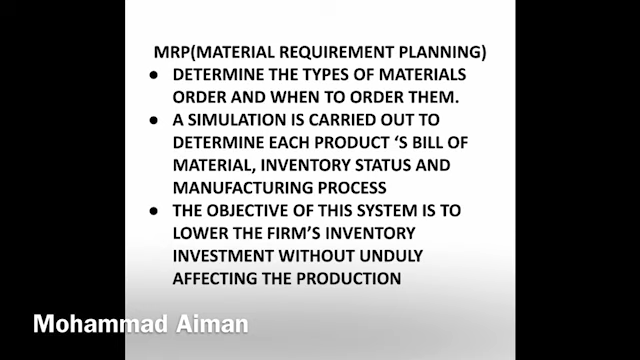 MRP(MATERIAL REQUIREMENT PLANNING)
● DETERMINE THE TYPES OF MATERIALS
ORDER AND WHEN TO ORDER THEM.
● A SIMULATION IS CARRIED OUT TO
DETERMINE EACH PRODUCT ‘S BILL OF
MATERIAL, INVENTORY STATUS AND
MANUFACTURING PROCESS
● THE OBJECTIVE OF THIS SYSTEM IS TO
LOWER THE FIRM’S INVENTORY
INVESTMENT WITHOUT UNDULY
AFFECTING THE PRODUCTION
Mohammad Aiman